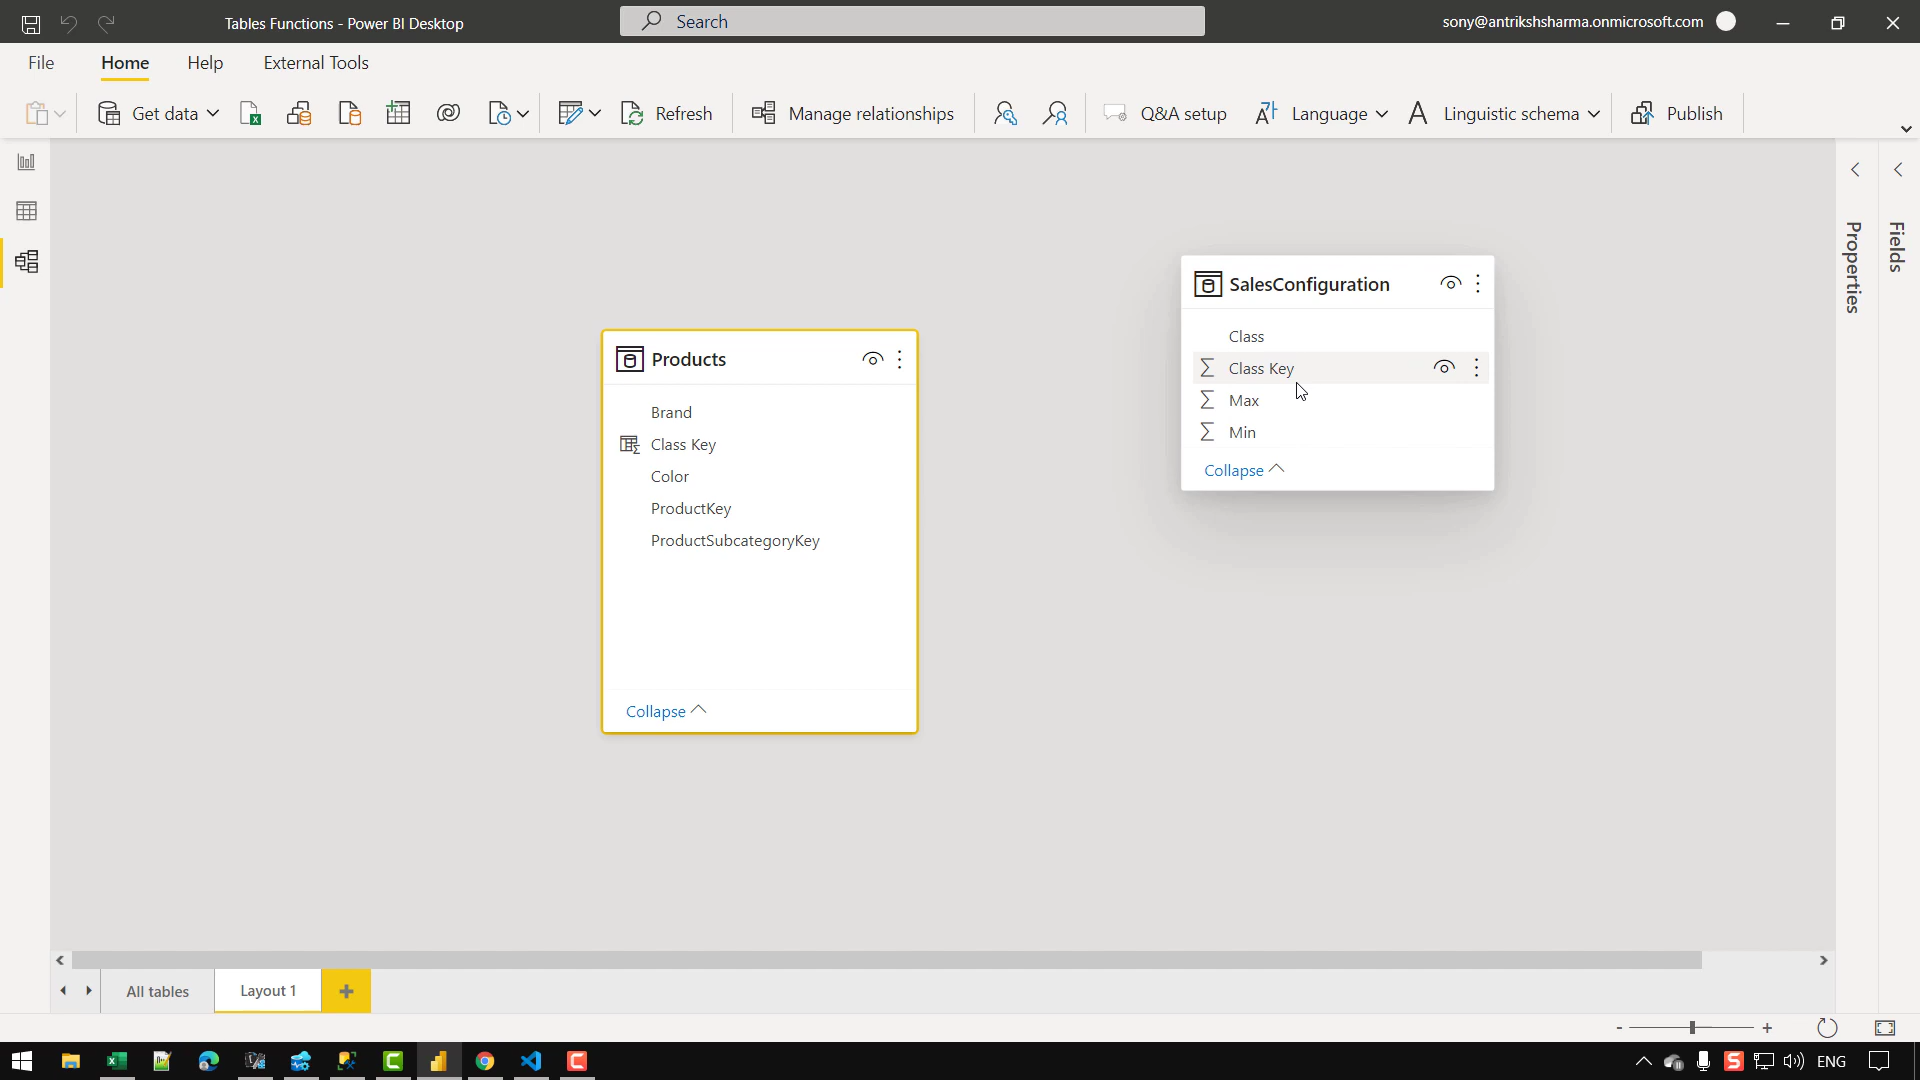 Tables Functions - Power BI Desktop
Search
sony@antrikshsharma.onmicrosoft.com
File
Home
Help
External Tools
Get data
Refresh
Manage relationships
Q&A setup
Language
Linguistic schema
Publish
Properties
Fields
SalesConfiguration
Class
Class Key
Max
Min
Collapse
Products
Brand
Class Key
Color
ProductKey
ProductSubcategoryKey
Collapse
All tables
Layout 1
ENG